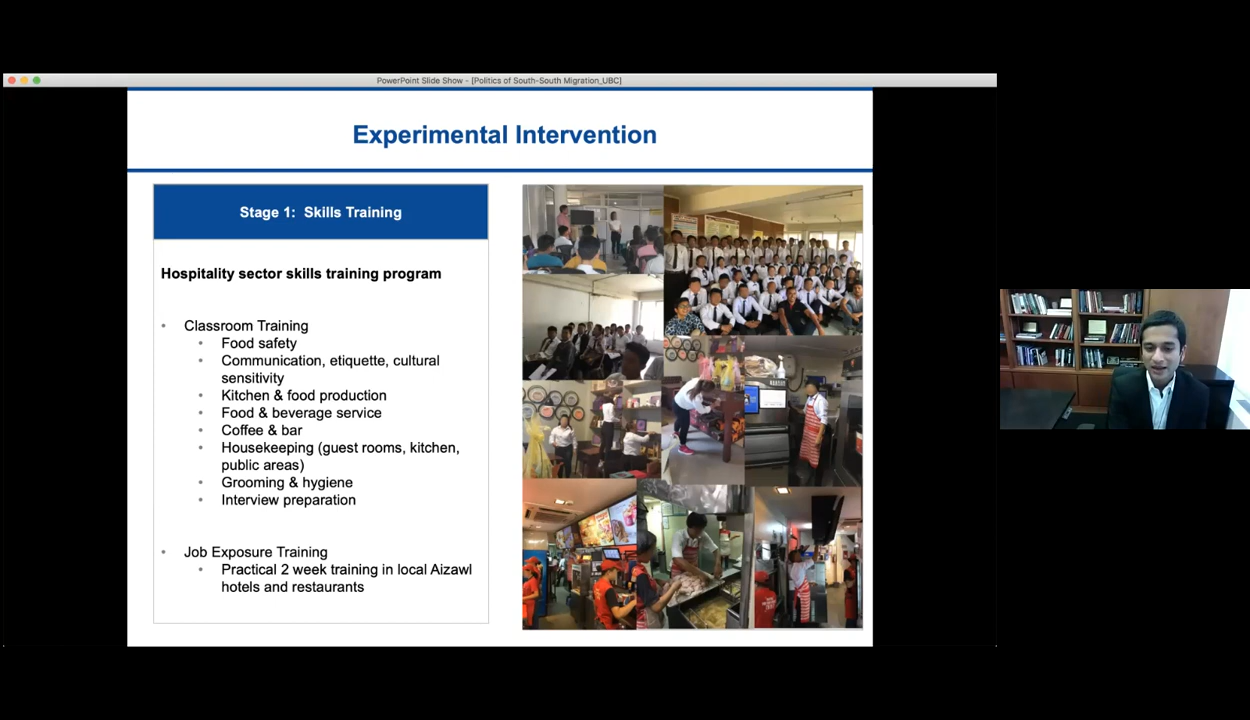 PowerPoint Slide Show - [Politics of South-South Migration_UBC]
Experimental Intervention
Stage 1: Skills Training
Hospitality sector skills training program
• Classroom Training
• Food safety
• Communication, etiquette, cultural
sensitivity
• Kitchen & food production
• Food & beverage service
• Coffee & bar
• Housekeeping (guest rooms, kitchen,
public areas)
• Grooming & hygiene
• Interview preparation
• Job Exposure Training
• Practical 2 week training in local Aizawl
hotels and restaurants